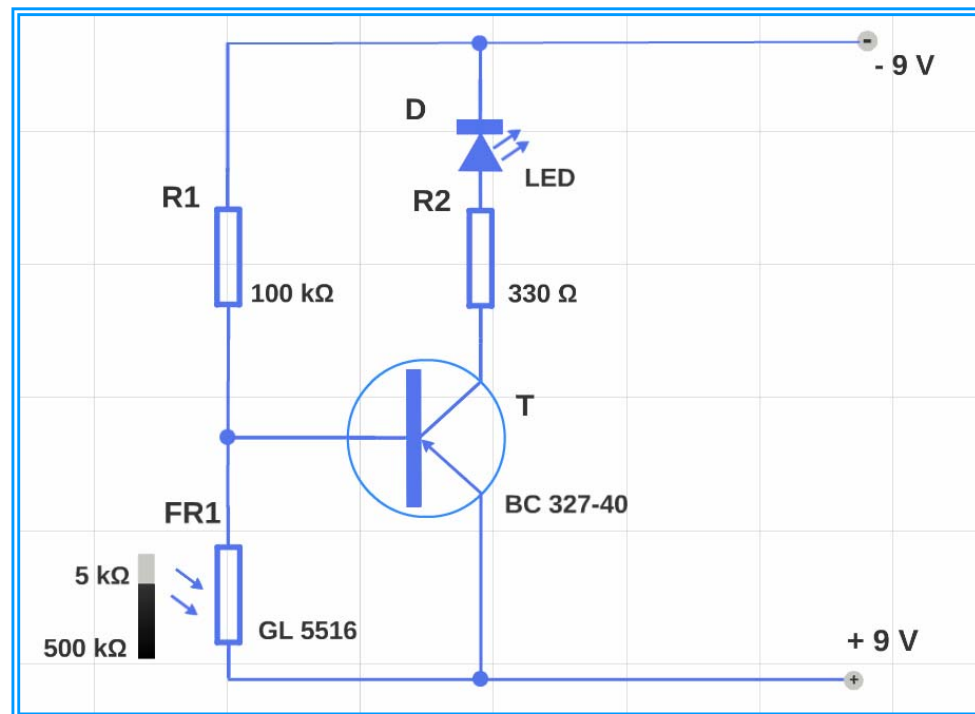 -
- 9 V
D
LED
R1
R2
100 kΩ
330 Ω
T
BC 327-40
FR1
5 kΩ
GL 5516
500 kΩ
+ 9 V
+